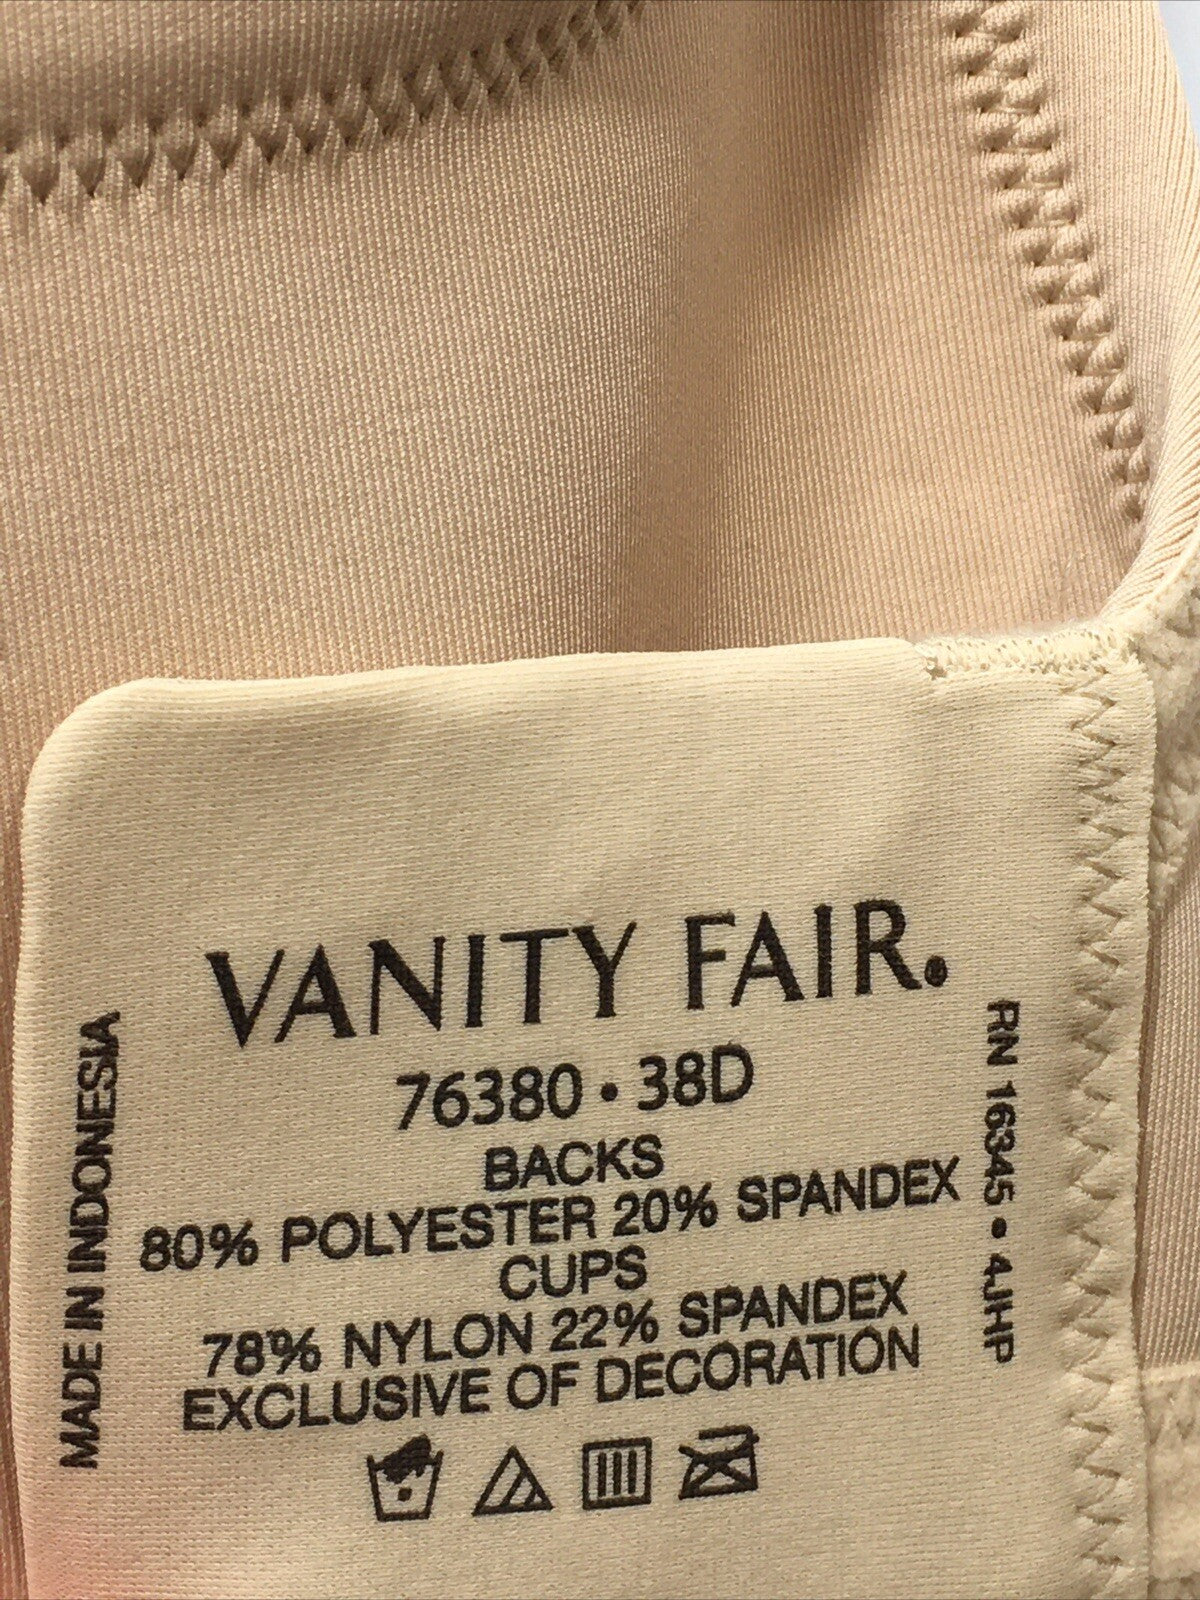 VANITY FAIR.®
76380 • 38D
BACKS
80% POLYESTER 20% SPANDEX
CUPS
78% NYLON 22% SPANDEX
EXCLUSIVE OF DECORATION
MADE IN INDONESIA
RN 16345 • 4JHP